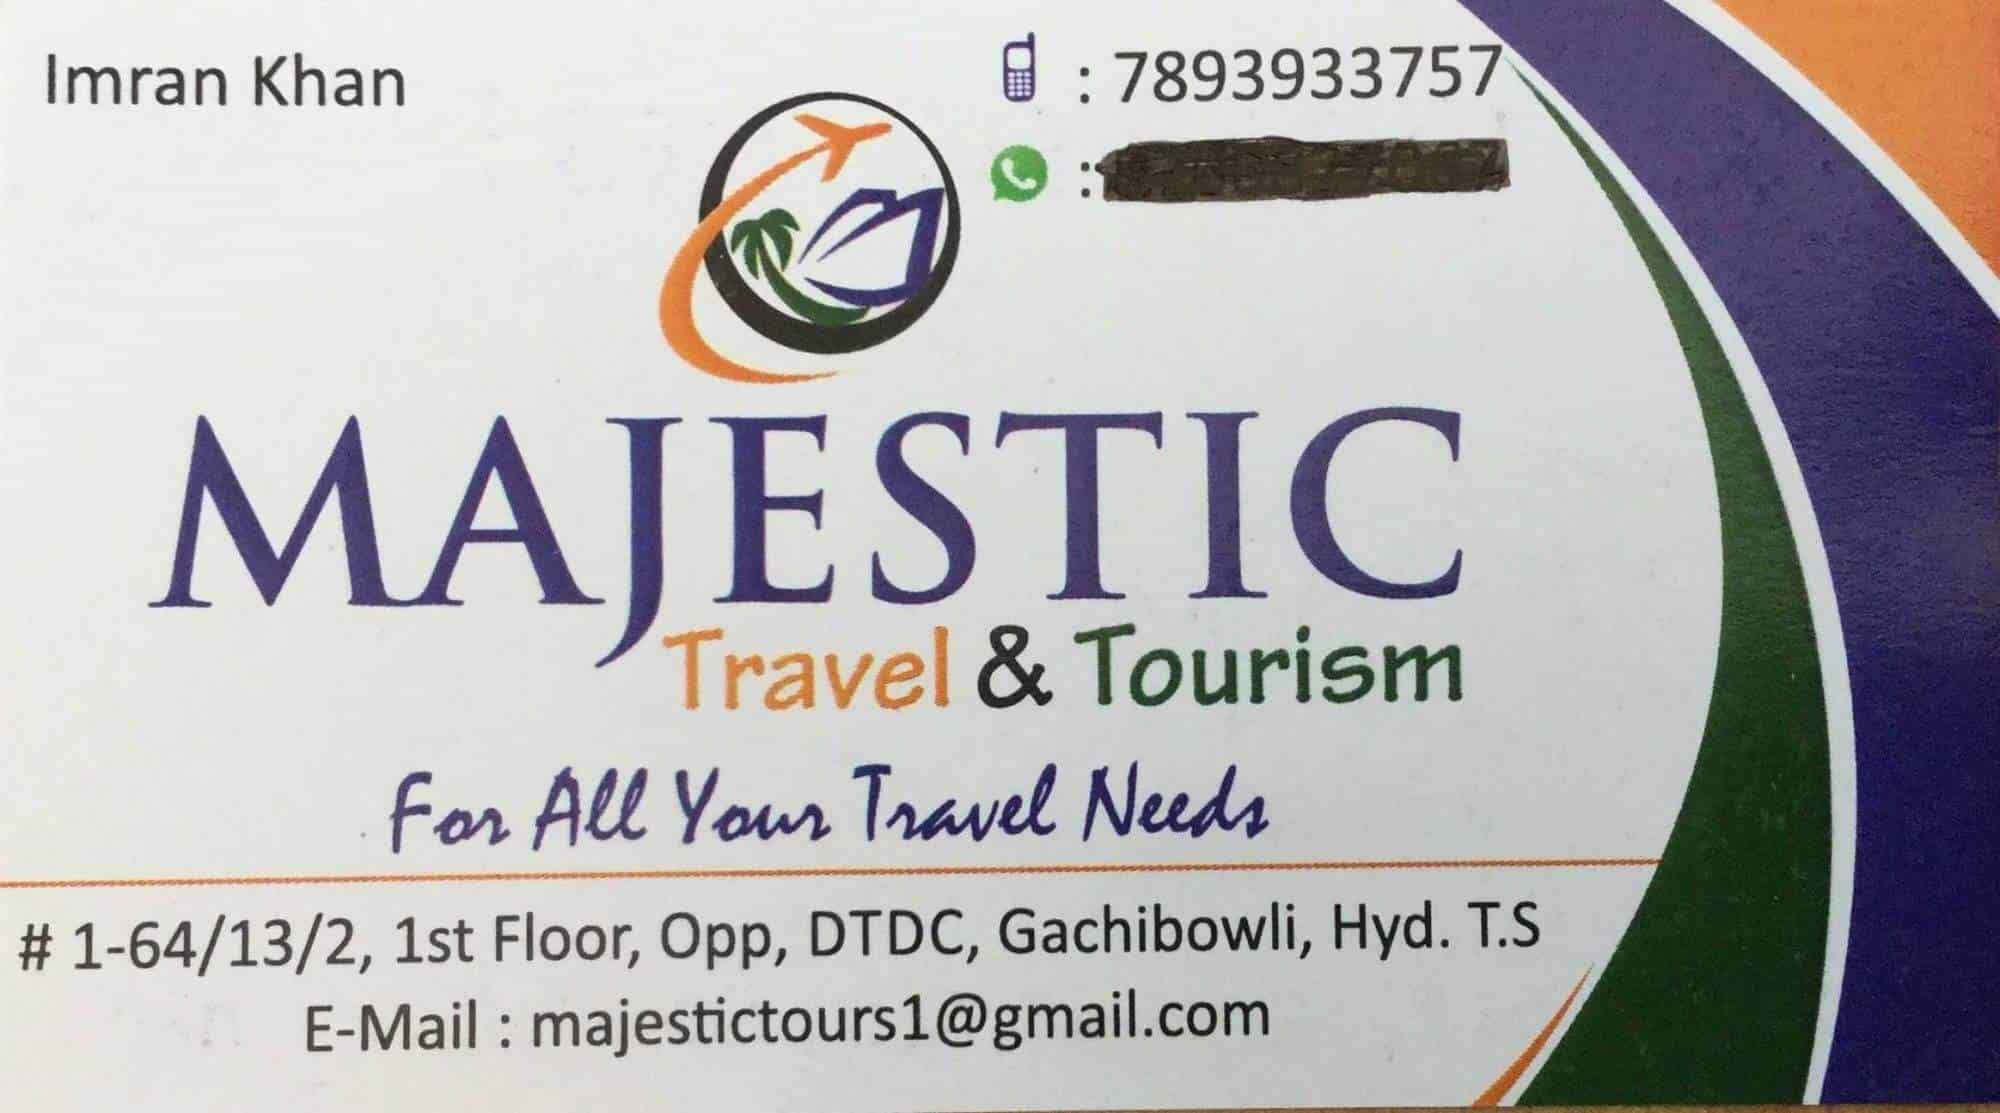 Imran Khan
: 7893933757
:
MAJESTIC
Travel & Tourism
For All Your Travel Needs
# 1-64/13/2, 1st Floor, Opp, DTDC, Gachibowli, Hyd. T.S
E-Mail : majestictours1@gmail.com